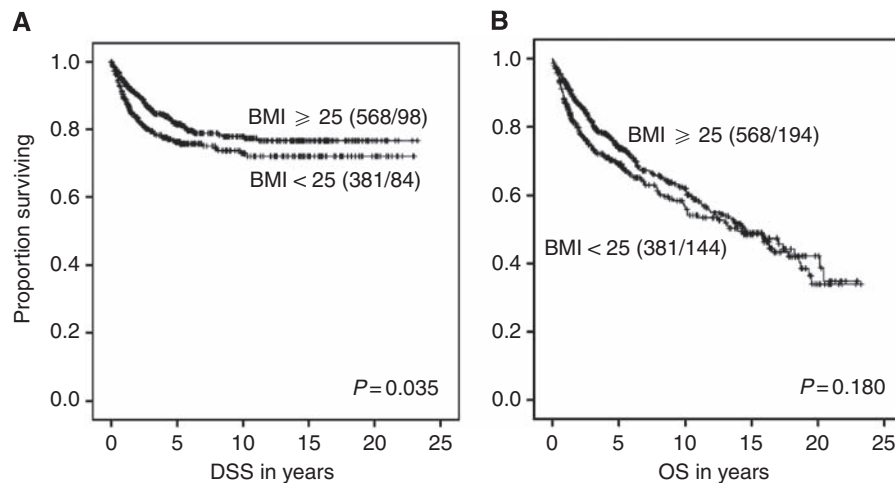 A
Proportion surviving
1.0
0.8
0.6
0.4
0.2
0.0
BMI ⩾ 25 (568/98)
BMI < 25 (381/84)
P = 0.035
0 5 10 15 20 25
DSS in years
B
1.0
0.8
0.6
0.4
0.2
0.0
BMI ⩾ 25 (568/194)
BMI < 25 (381/144)
P = 0.180
0 5 10 15 20 25
OS in years